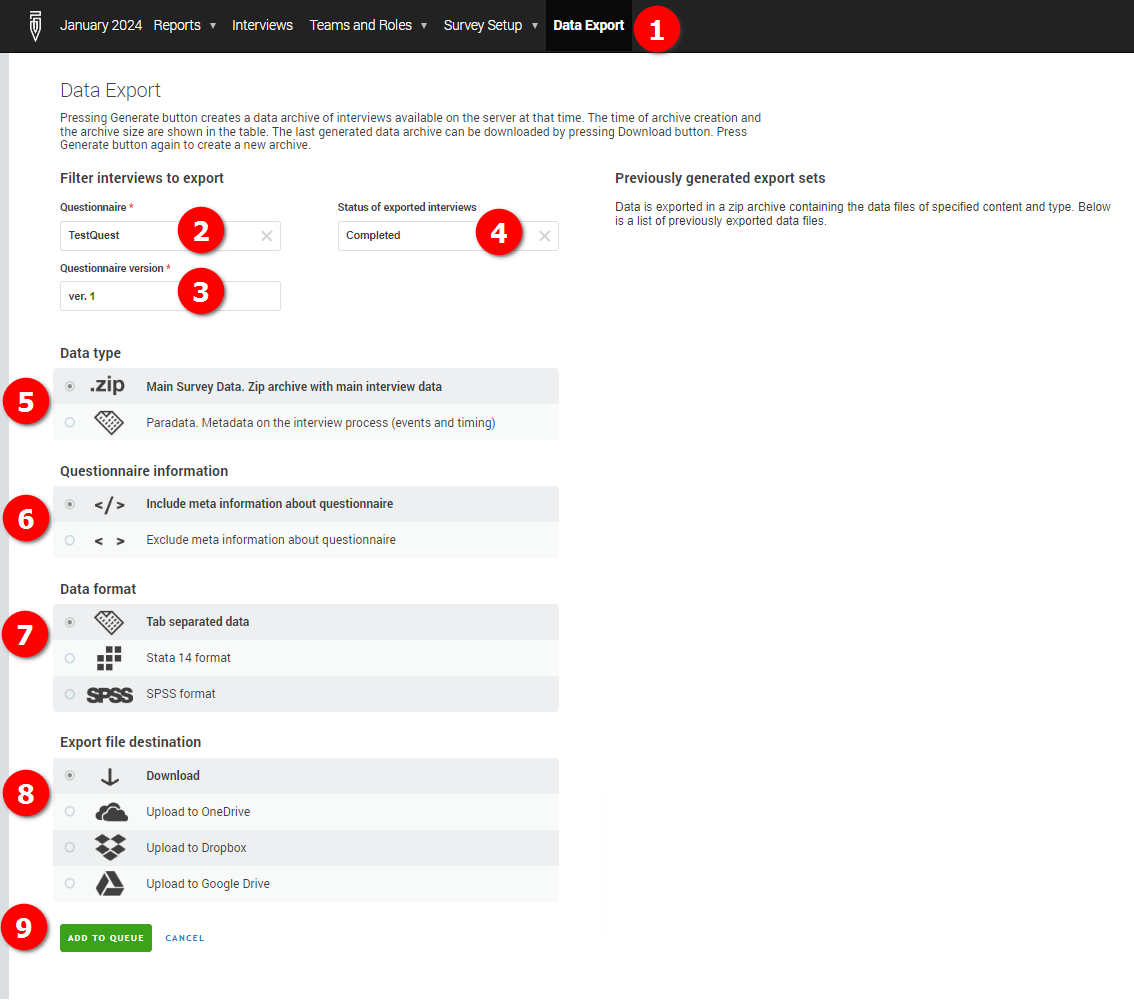 January 2024 Reports Interviews Teams and Roles Survey Setup Data Export 1
Data Export
Pressing Generate button creates a data archive of interviews available on the server at that time. The time of archive creation and
the archive size are shown in the table. The last generated data archive can be downloaded by pressing Download button. Press
Generate button again to create a new archive.
Filter interviews to export
Questionnaire *
TestQuest 2
Status of exported interviews
Completed 4
Questionnaire version *
ver. 1 3
Previously generated export sets
Data is exported in a zip archive containing the data files of specified content and type. Below
is a list of previously exported data files.
Data type
5
.zip Main Survey Data. Zip archive with main interview data
Paradata. Metadata on the interview process (events and timing)
Questionnaire information
6
</> Include meta information about questionnaire
< > Exclude meta information about questionnaire
Data format
7
Tab separated data
Stata 14 format
SPSS SPSS format
Export file destination
8
Download
Upload to OneDrive
Upload to Dropbox
Upload to Google Drive
9
ADD TO QUEUE CANCEL